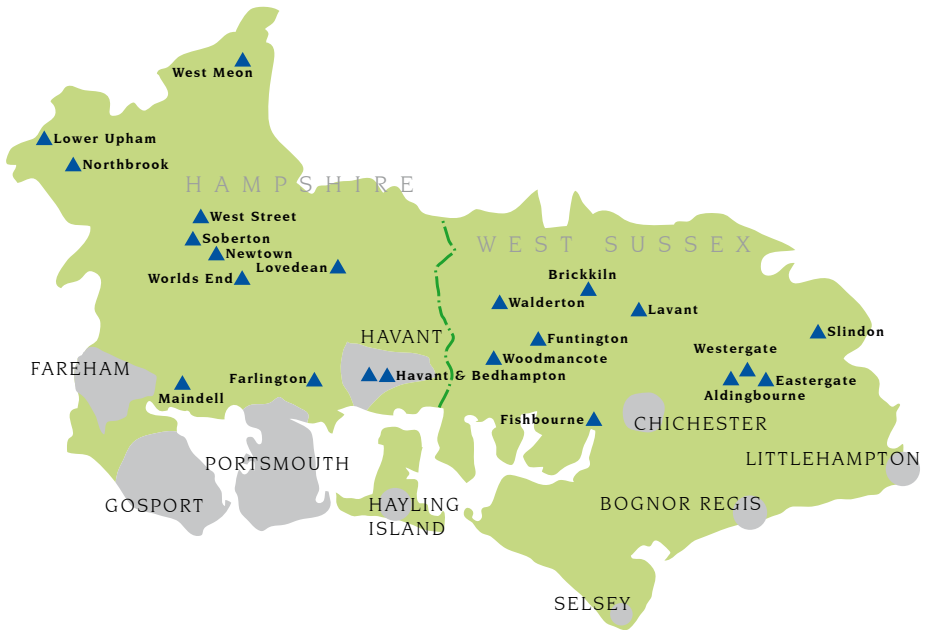 West Meon
Lower Upham
Northbrook
HAMPSHIRE
West Street
Soberton
Newtown
Lovedean
Worlds End
WEST SUSSEX
Brickkiln
Walderton
Lavant
Slindon
HAVANT
Funtington
Westergate
Woodmancote
FAREHAM
Farlington
Havant & Bedhampton
Eastergate
Maindell
Aldingbourne
Fishbourne
CHICHESTER
PORTSMOUTH
LITTLEHAMPTON
GOSPORT
HAYLING
ISLAND
BOGNOR REGIS
SELSEY